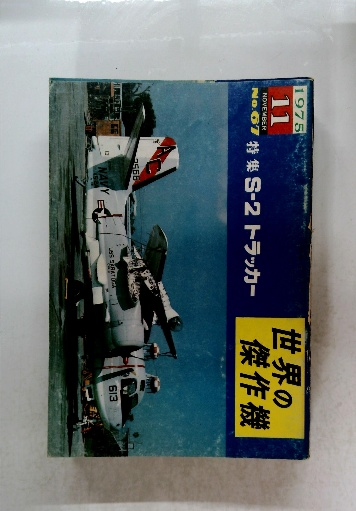 世界の
傑作機
1975
11
NOVEMBER
No.67
特集 S-2 トラッカー
NAVY
613